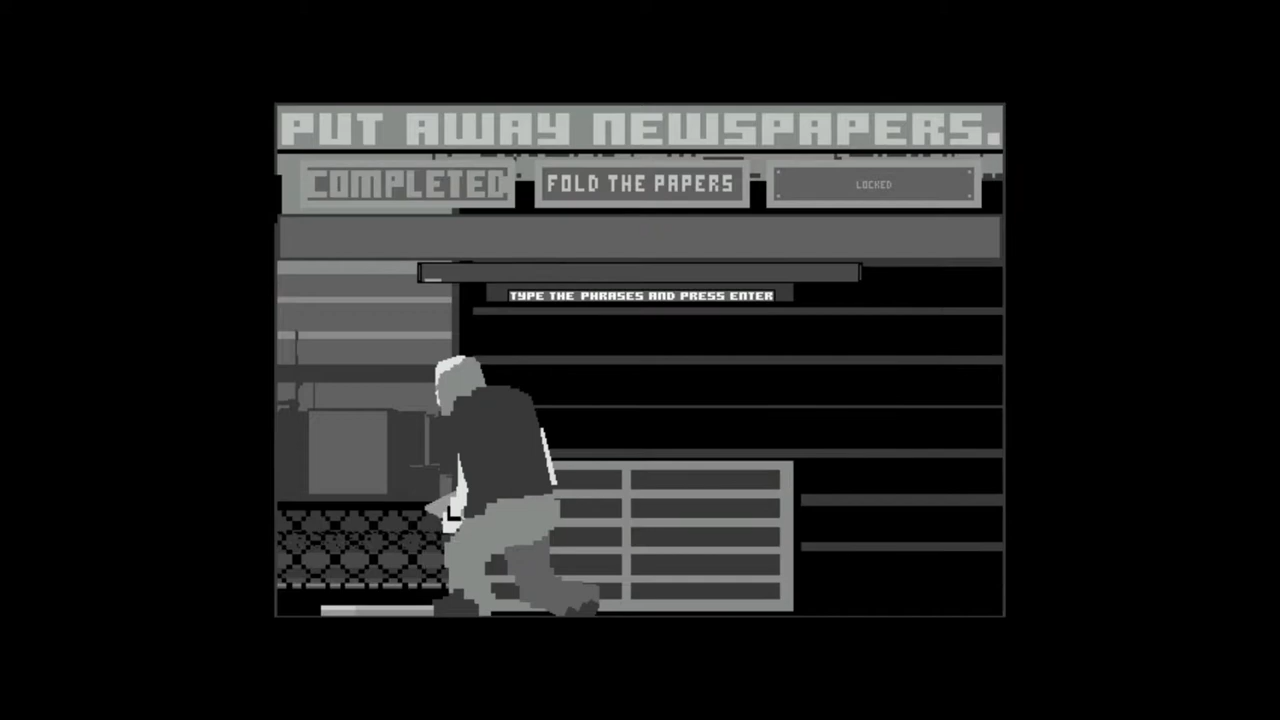 PUT AWAY NEWSPAPERS.
COMPLETED
FOLD THE PAPERS
LOCKED
TYPE THE PHRASES AND PRESS ENTER